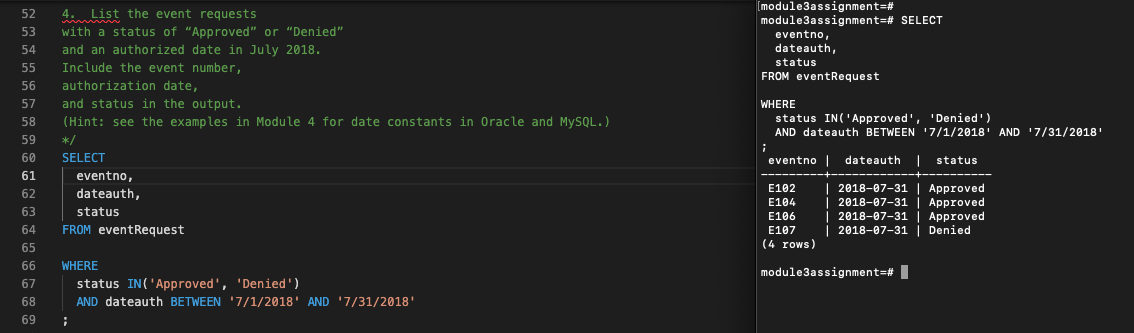 52 4.  List the event requests
53 with a status of “Approved” or “Denied”
54 and an authorized date in July 2018.
55 Include the event number,
56 authorization date,
57 and status in the output.
58 (Hint: see the examples in Module 4 for date constants in Oracle and MySQL.)
59 */
60 SELECT
61   eventno,
62   dateauth,
63   status
64 FROM eventRequest
65
66 WHERE
67   status IN('Approved', 'Denied')
68   AND dateauth BETWEEN '7/1/2018' AND '7/31/2018'
69 ;
[module3assignment=#
module3assignment=# SELECT
  eventno,
  dateauth,
  status
FROM eventRequest

WHERE
  status IN('Approved', 'Denied')
  AND dateauth BETWEEN '7/1/2018' AND '7/31/2018'
;
 eventno |  dateauth  |  status
---------+------------+----------
 E102    | 2018-07-31 | Approved
 E104    | 2018-07-31 | Approved
 E106    | 2018-07-31 | Approved
 E107    | 2018-07-31 | Denied
(4 rows)

module3assignment=#